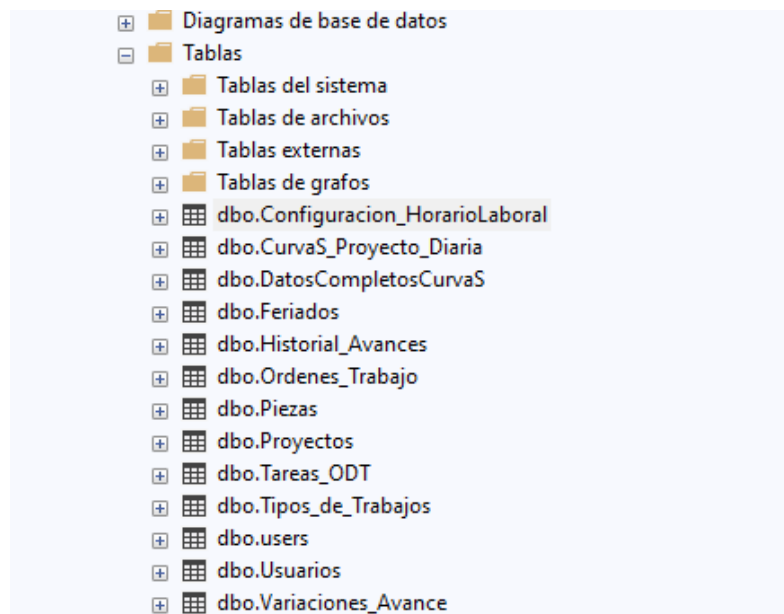 Diagramas de base de datos
Tablas
Tablas del sistema
Tablas de archivos
Tablas externas
Tablas de grafos
dbo.Configuracion_HorarioLaboral
dbo.CurvaS_Proyecto_Diaria
dbo.DatosCompletosCurvaS
dbo.Feriados
dbo.Historial_Avances
dbo.Ordenes_Trabajo
dbo.Piezas
dbo.Proyectos
dbo.Tareas_ODT
dbo.Tipos_de_Trabajos
dbo.users
dbo.Usuarios
dbo.Variaciones_Avance